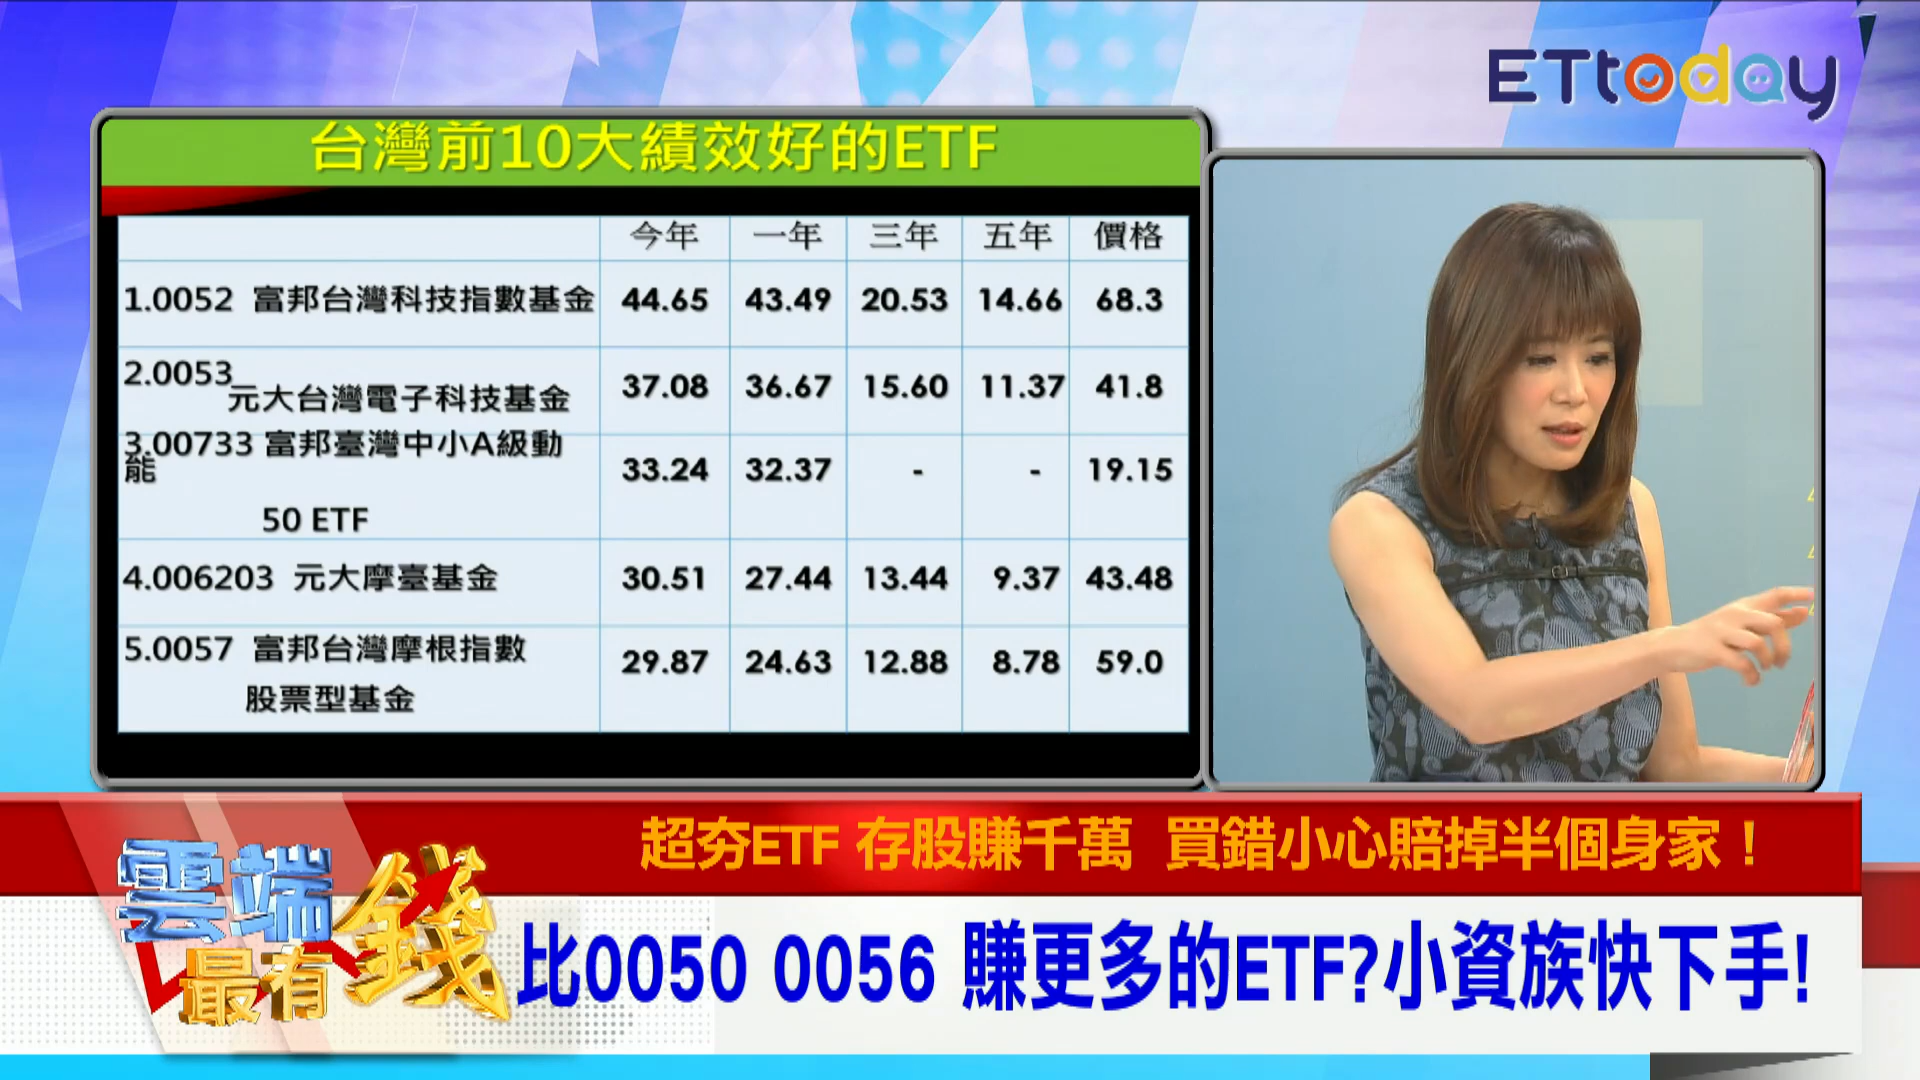 ETtoday
台灣前10大績效好的ETF
今年 一年 三年 五年 價格
1.0052 富邦台灣科技指數基金 44.65 43.49 20.53 14.66 68.3
2.0053
元大台灣電子科技基金 37.08 36.67 15.60 11.37 41.8
3.00733 富邦臺灣中小A級動
能 33.24 32.37 - - 19.15
50 ETF
4.006203 元大摩臺基金 30.51 27.44 13.44 9.37 43.48
5.0057 富邦台灣摩根指數 29.87 24.63 12.88 8.78 59.0
股票型基金
超夯ETF 存股賺千萬 買錯小心賠掉半個身家！
雲端最有錢
比0050 0056 賺更多的ETF?小資族快下手!